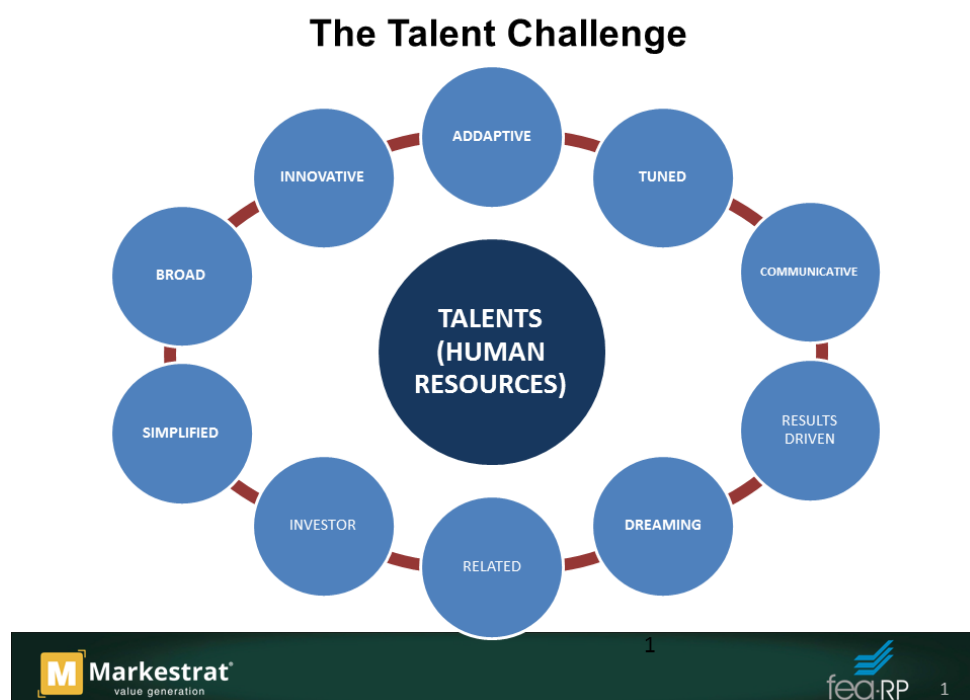 The Talent Challenge
ADDAPTIVE
TUNED
COMMUNICATIVE
RESULTS
DRIVEN
DREAMING
RELATED
INVESTOR
SIMPLIFIED
BROAD
INNOVATIVE
TALENTS
(HUMAN
RESOURCES)
1
M Markestrat®
value generation
fea-RP
1